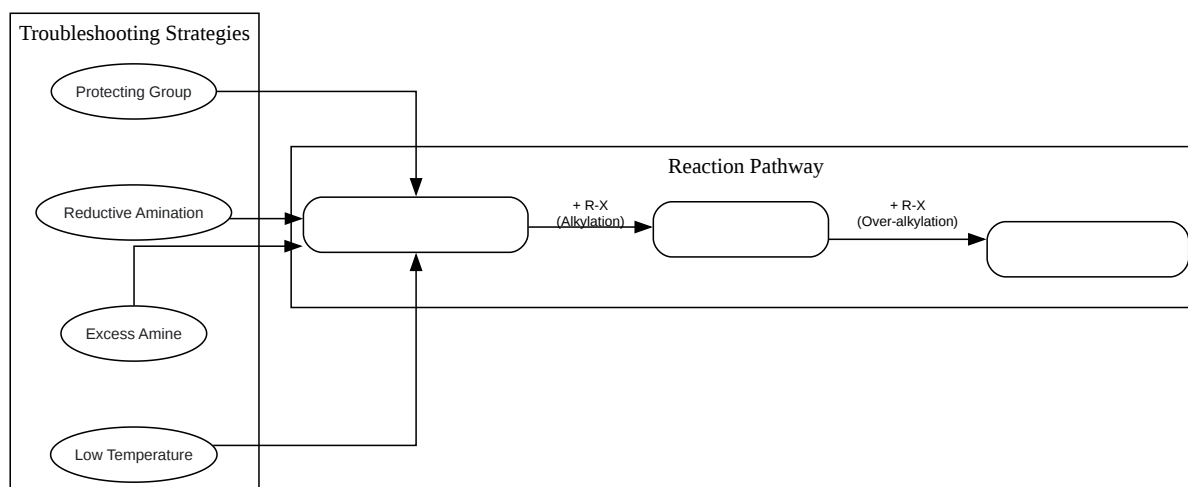 Troubleshooting Strategies
Protecting Group
Reductive Amination
Excess Amine
Low Temperature
Reaction Pathway
+ R-X
(Alkylation)
+ R-X
(Over-alkylation)